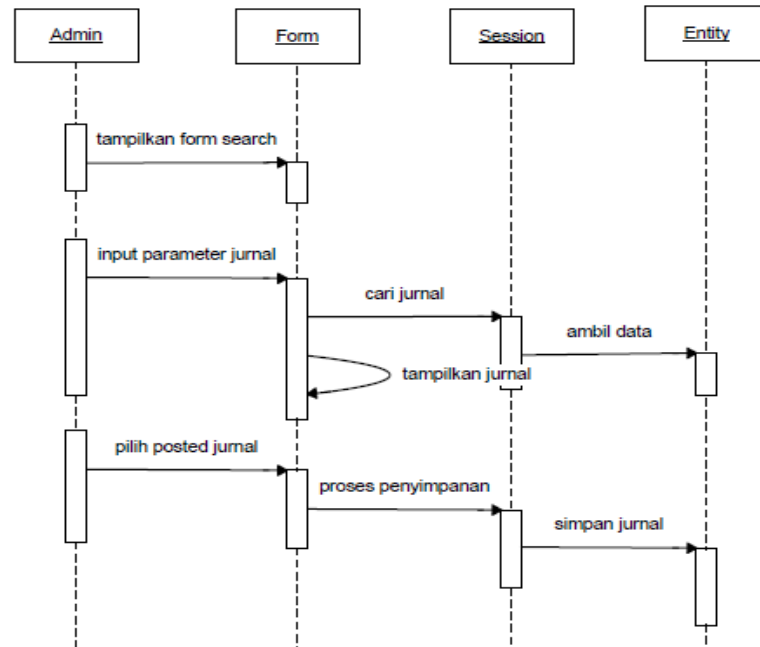 Admin
Form
Session
Entity
tampilkan form search
input parameter jurnal
cari jurnal
ambil data
tampilkan jurnal
pilih posted jurnal
proses penyimpanan
simpan jurnal